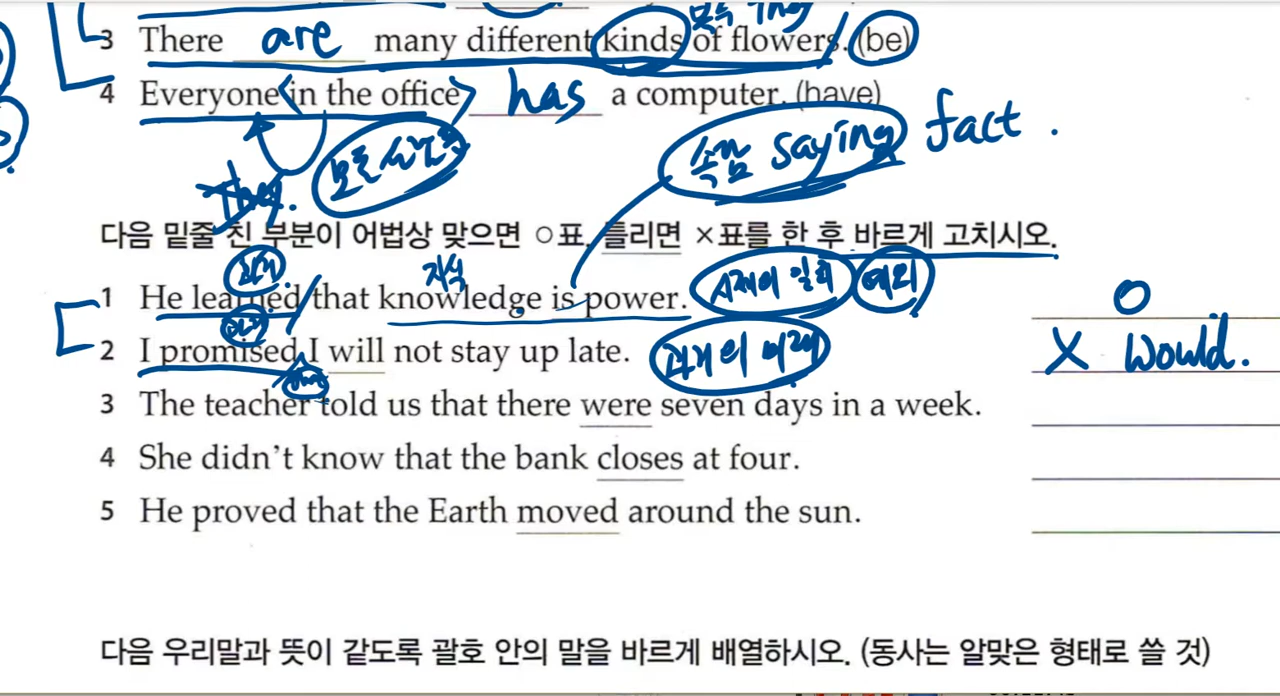 3 There are many different kinds of flowers. (be)
4 Everyone in the office has a computer. (have)
속담 saying fact.
They.
다음 밑줄 친 부분이 어법상 맞으면 ○표, 틀리면 ×표를 한 후 바르게 고치시오.
지식
1 He learned that knowledge is power. 시제의 일치 예외 O
2 I promised I will not stay up late. 과거의 미래 X would.
3 The teacher told us that there were seven days in a week.
4 She didn't know that the bank closes at four.
5 He proved that the Earth moved around the sun.
다음 우리말과 뜻이 같도록 괄호 안의 말을 바르게 배열하시오. (동사는 알맞은 형태로 쓸 것)